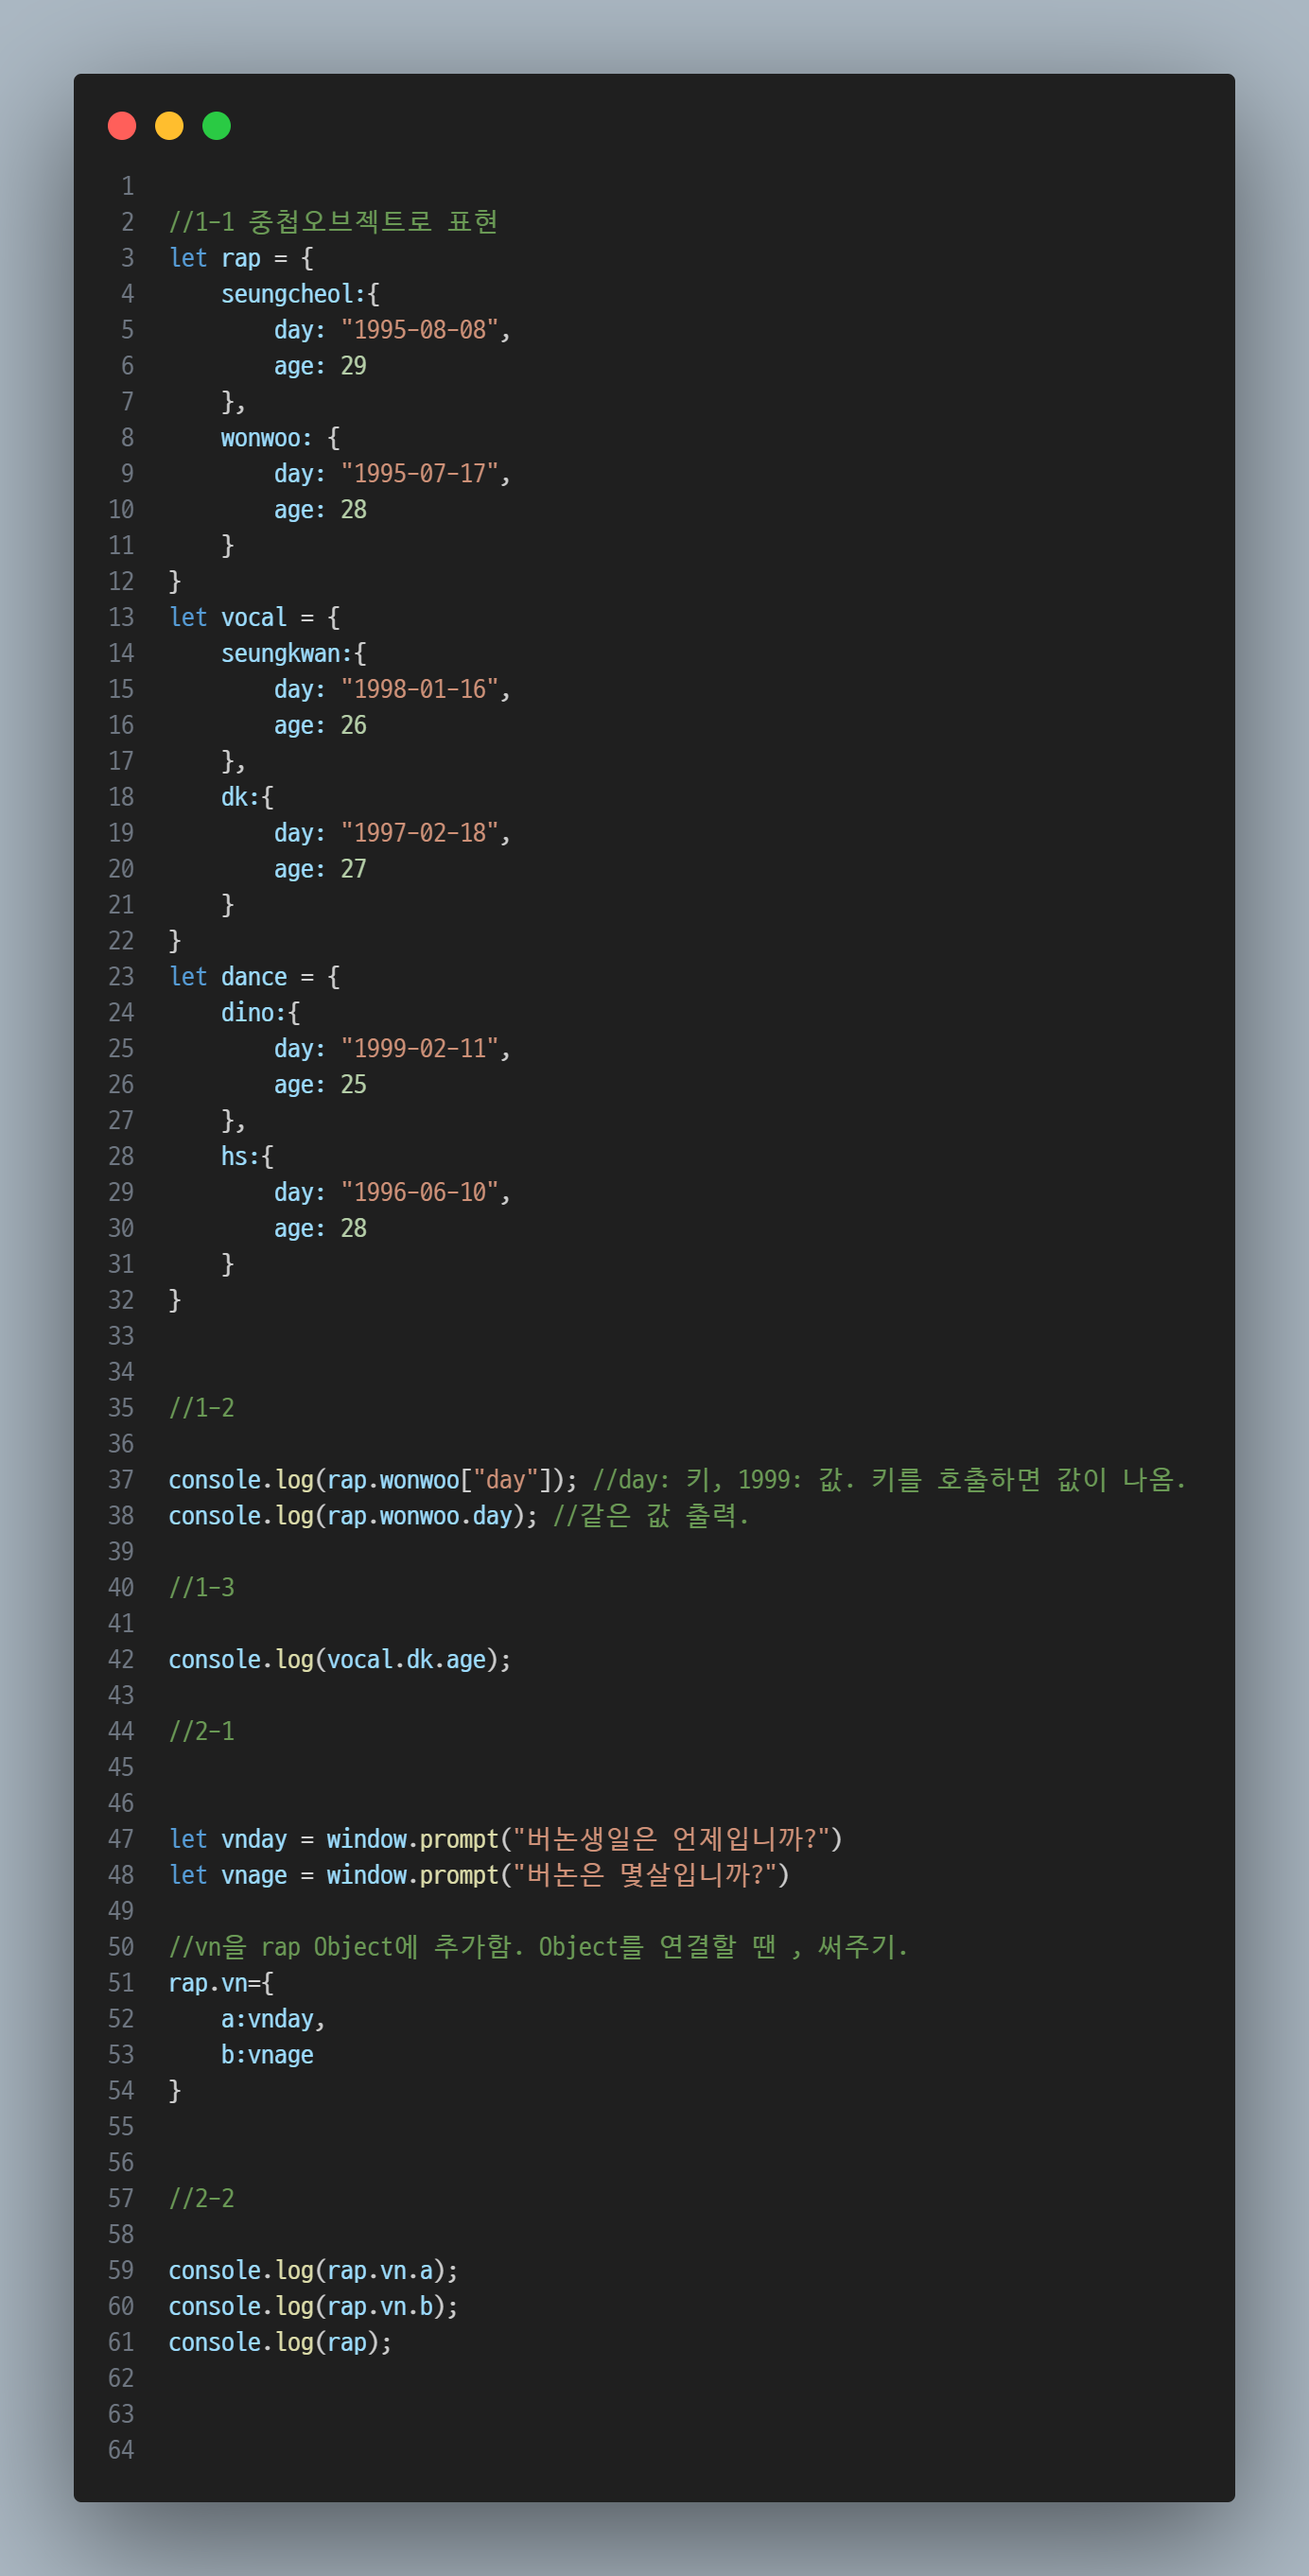 1
2 //1-1 중첩오브젝트로 표현
3 let rap = {
4     seungcheol:{
5         day: "1995-08-08",
6         age: 29
7     },
8     wonwoo: {
9         day: "1995-07-17",
10         age: 28
11     }
12 }
13 let vocal = {
14     seungkwan:{
15         day: "1998-01-16",
16         age: 26
17     },
18     dk:{
19         day: "1997-02-18",
20         age: 27
21     }
22 }
23 let dance = {
24     dino:{
25         day: "1999-02-11",
26         age: 25
27     },
28     hs:{
29         day: "1996-06-10",
30         age: 28
31     }
32 }
33
34
35 //1-2
36
37 console.log(rap.wonwoo["day"]); //day: 키, 1999: 값. 키를 호출하면 값이 나옴.
38 console.log(rap.wonwoo.day); //같은 값 출력.
39
40 //1-3
41
42 console.log(vocal.dk.age);
43
44 //2-1
45
46
47 let vnday = window.prompt("버논생일은 언제입니까?")
48 let vnage = window.prompt("버논은 몇살입니까?")
49
50 //vn을 rap Object에 추가함. Object를 연결할 땐 , 써주기.
51 rap.vn={
52     a:vnday,
53     b:vnage
54 }
55
56
57 //2-2
58
59 console.log(rap.vn.a);
60 console.log(rap.vn.b);
61 console.log(rap);
62
63
64